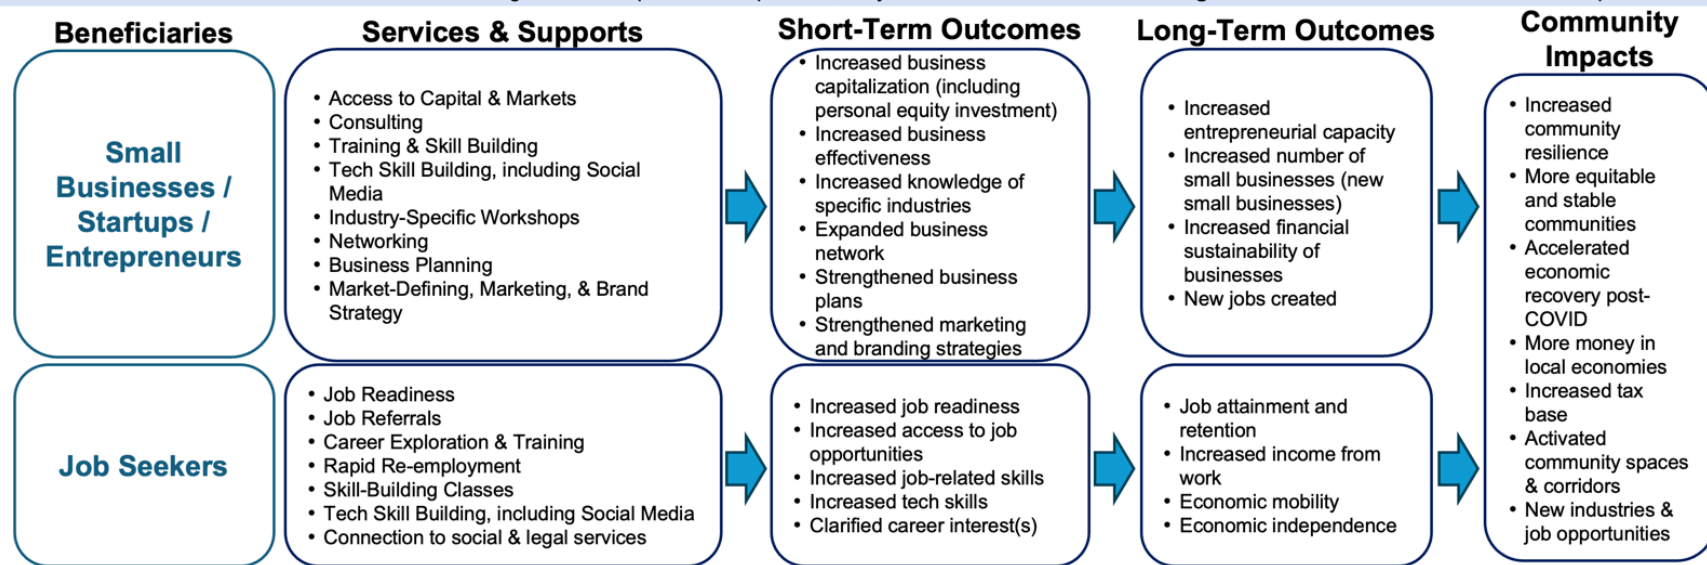 Beneficiaries
Services & Supports
Short-Term Outcomes
Long-Term Outcomes
Community
Impacts
Small
Businesses /
Startups /
Entrepreneurs
• Access to Capital & Markets
• Consulting
• Training & Skill Building
• Tech Skill Building, including Social
Media
• Industry-Specific Workshops
• Networking
• Business Planning
• Market-Defining, Marketing, & Brand
Strategy
• Increased business
capitalization (including
personal equity investment)
• Increased business
effectiveness
• Increased knowledge of
specific industries
• Expanded business
network
• Strengthened business
plans
• Strengthened marketing
and branding strategies
• Increased
entrepreneurial capacity
• Increased number of
small businesses (new
small businesses)
• Increased financial
sustainability of
businesses
• New jobs created
Job Seekers
• Job Readiness
• Job Referrals
• Career Exploration & Training
• Rapid Re-employment
• Skill-Building Classes
• Tech Skill Building, including Social Media
• Connection to social & legal services
• Increased job readiness
• Increased access to job
opportunities
• Increased job-related skills
• Increased tech skills
• Clarified career interest(s)
• Job attainment and
retention
• Increased income from
work
• Economic mobility
• Economic independence
• Increased
community
resilience
• More equitable
and stable
communities
• Accelerated
economic
recovery post-
COVID
• More money in
local economies
• Increased tax
base
• Activated
community spaces
& corridors
• New industries &
job opportunities